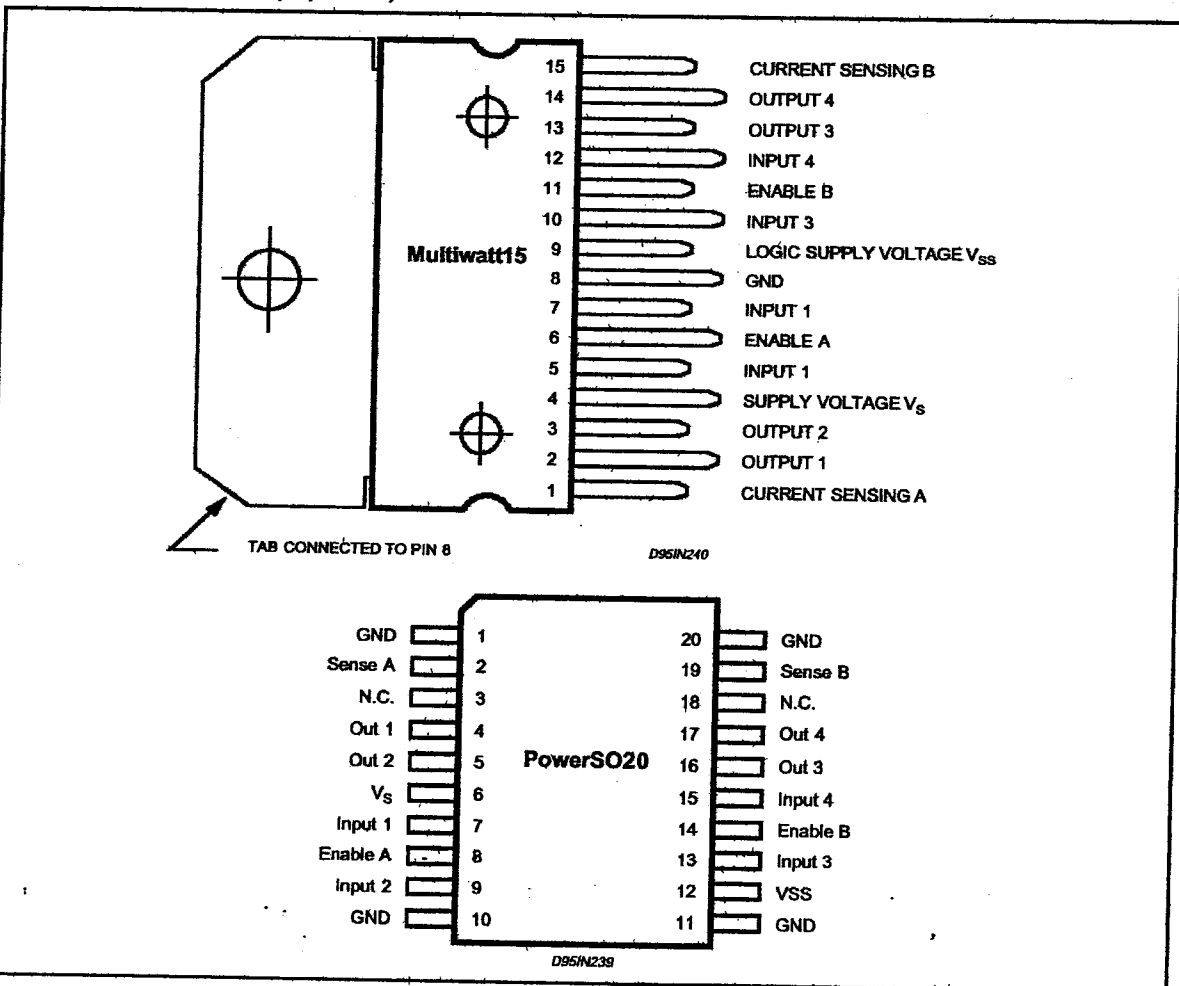 15 CURRENT SENSING B
14 OUTPUT 4
13 OUTPUT 3
12 INPUT 4
11 ENABLE B
10 INPUT 3
Multiwatt15
9 LOGIC SUPPLY VOLTAGE VSS
8 GND
7 INPUT 1
6 ENABLE A
5 INPUT 1
4 SUPPLY VOLTAGE VS
3 OUTPUT 2
2 OUTPUT 1
1 CURRENT SENSING A
TAB CONNECTED TO PIN 8
D95IN240
GND 1 20 GND
Sense A 2 19 Sense B
N.C. 3 18 N.C.
Out 1 4 17 Out 4
Out 2 5 PowerSO20 16 Out 3
VS 6 15 Input 4
Input 1 7 14 Enable B
Enable A 8 13 Input 3
Input 2 9 12 VSS
GND 10 11 GND
D95IN239